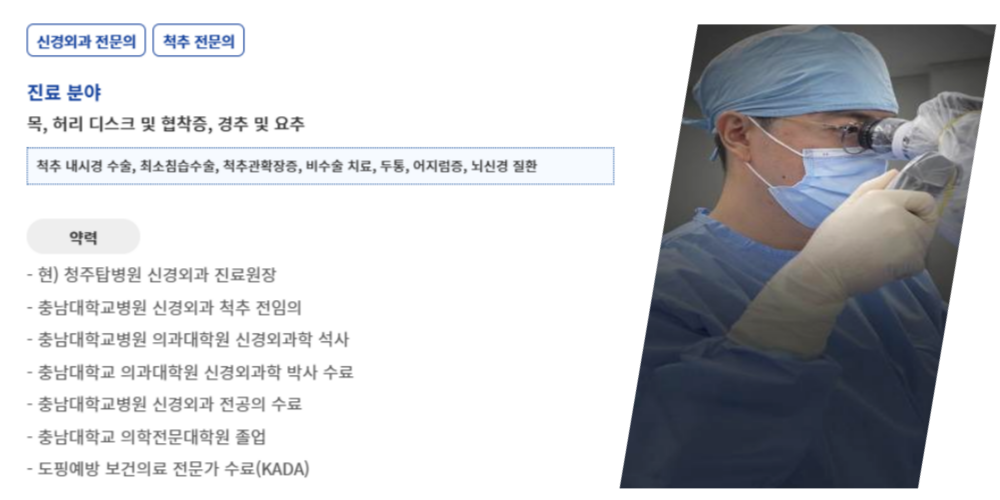 신경외과 전문의 척추 전문의
진료 분야
목, 허리 디스크 및 협착증, 경추 및 요추
척추 내시경 수술, 최소침습수술, 척추관확장증, 비수술 치료, 두통, 어지럼증, 뇌신경 질환
약력
- 현) 청주탑병원 신경외과 진료원장
- 충남대학교병원 신경외과 척추 전임의
- 충남대학교병원 의과대학원 신경외과학 석사
- 충남대학교 의과대학원 신경외과학 박사 수료
- 충남대학교병원 신경외과 전공의 수료
- 충남대학교 의학전문대학원 졸업
- 도핑예방 보건의료 전문가 수료(KADA)